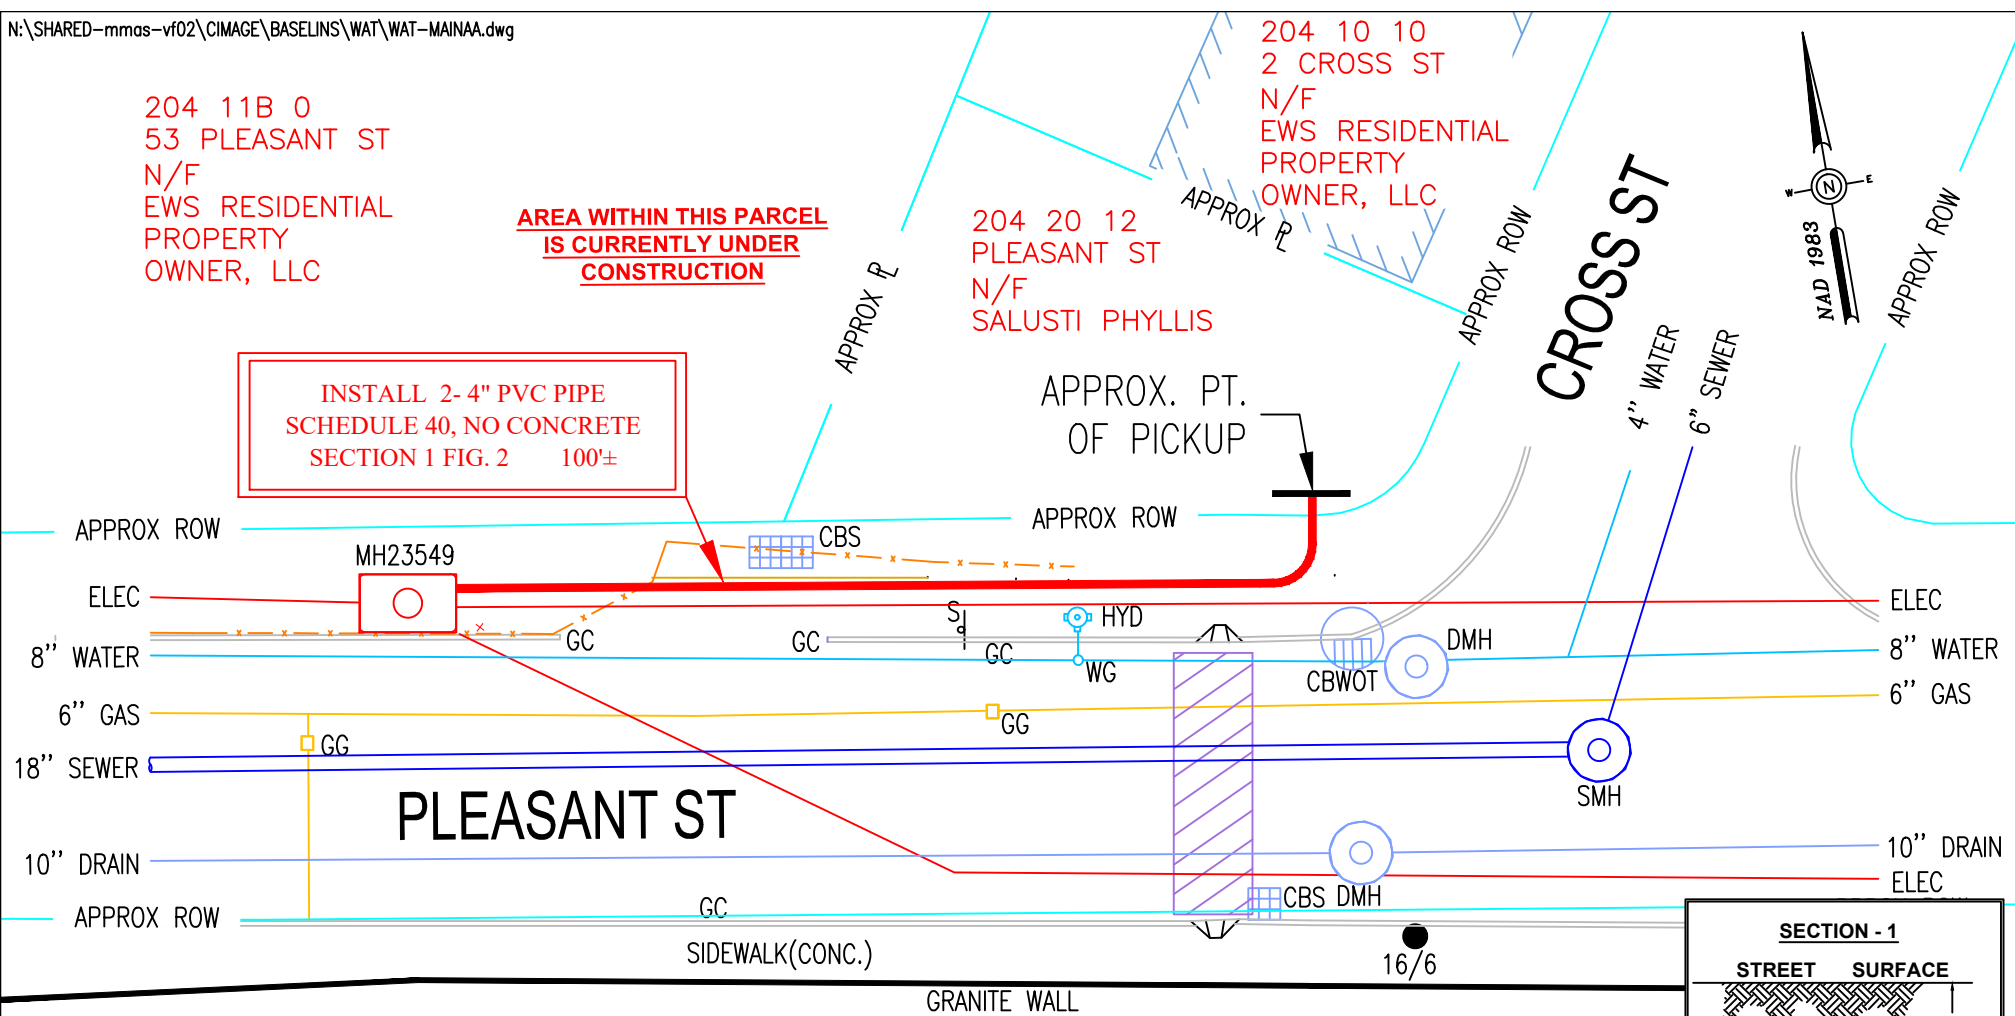 N:\SHARED-mmas-vf02\CIMAGE\BASELINS\WAT\WAT-MAINAA.dwg
204 11B 0
53 PLEASANT ST
N/F
EWS RESIDENTIAL
PROPERTY
OWNER, LLC
AREA WITHIN THIS PARCEL
IS CURRENTLY UNDER
CONSTRUCTION
204 20 12
PLEASANT ST
N/F
SALUSTI PHYLLIS
204 10 10
2 CROSS ST
N/F
EWS RESIDENTIAL
PROPERTY
OWNER, LLC
APPROX ℄
APPROX ℄
APPROX ROW
CROSS ST
W
N
E
NAD 1983
APPROX ROW
4'' WATER
6'' SEWER
INSTALL 2- 4" PVC PIPE
SCHEDULE 40, NO CONCRETE
SECTION 1 FIG. 2 100'±
APPROX. PT.
OF PICKUP
APPROX ROW
APPROX ROW
CBS
MH23549
ELEC
ELEC
S
HYD
GC
GC
GC
DMH
8'' WATER
8'' WATER
WG
CBWOT
6'' GAS
6'' GAS
GG
GG
18'' SEWER
SMH
PLEASANT ST
10'' DRAIN
10'' DRAIN
ELEC
CBS
DMH
APPROX ROW
GC
SIDEWALK(CONC.)
16/6
GRANITE WALL
SECTION - 1
STREET SURFACE